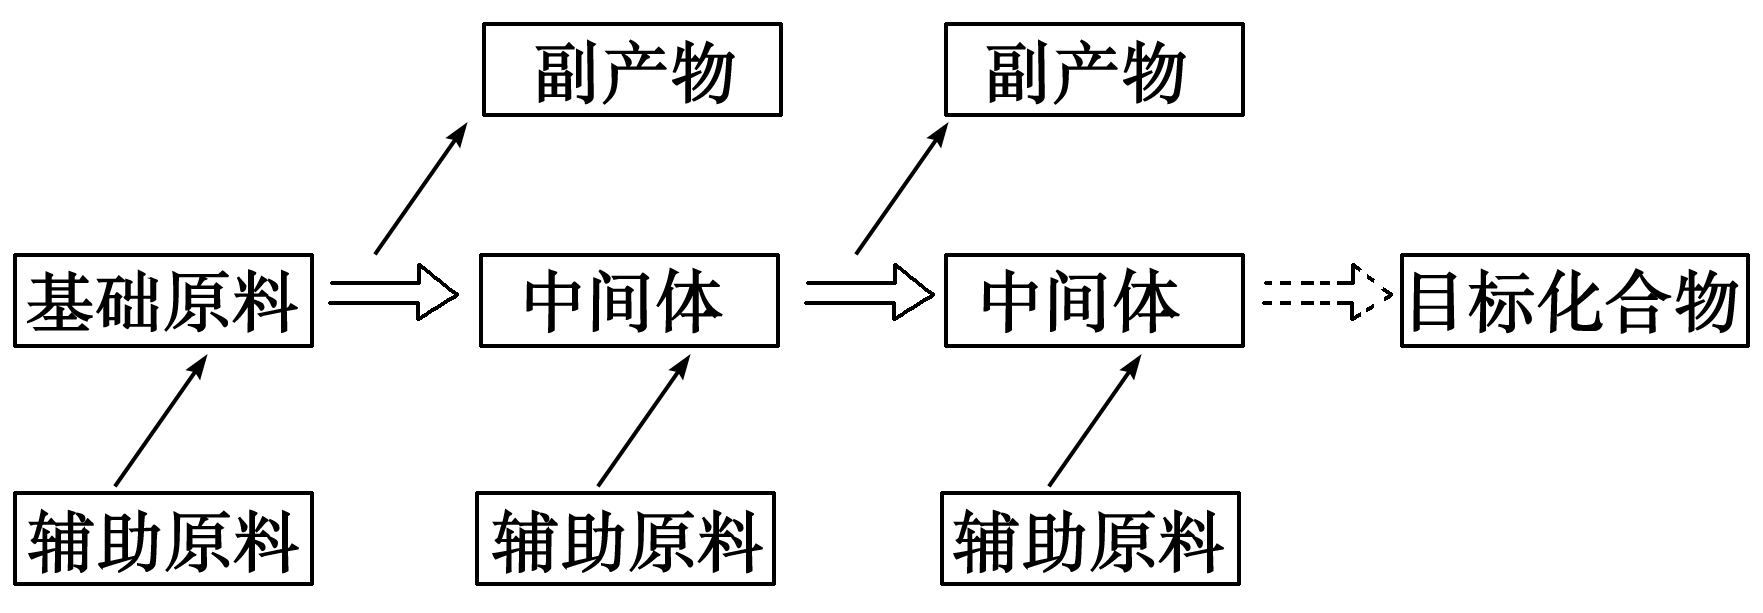 副产物
副产物
基础原料
中间体
中间体
目标化合物
辅助原料
辅助原料
辅助原料